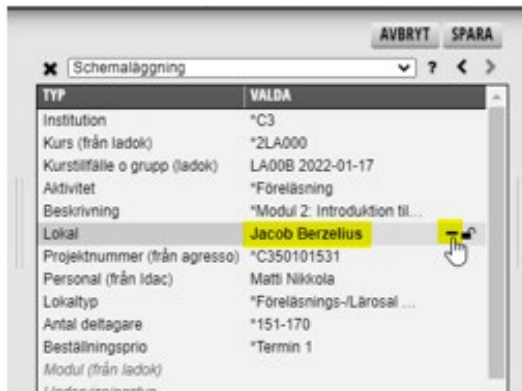 AVBRYT SPARA
Schemaläggning ?
TYP VALDA
Institution *C3
Kurs (från ladok) *2LA000
Kurstillfälle o grupp (ladok) LA00B 2022-01-17
Aktivitet *Föreläsning
Beskrivning *Modul 2: Introduktion til...
Lokal Jacob Berzelius
Projektnummer (från agresso) *C350101531
Personal (från Idac) Matti Nikkola
Lokaltyp *Föreläsnings-/Lärosal ...
Antal deltagare *151-170
Beställningsprio *Termin 1
Modul (från ladok)